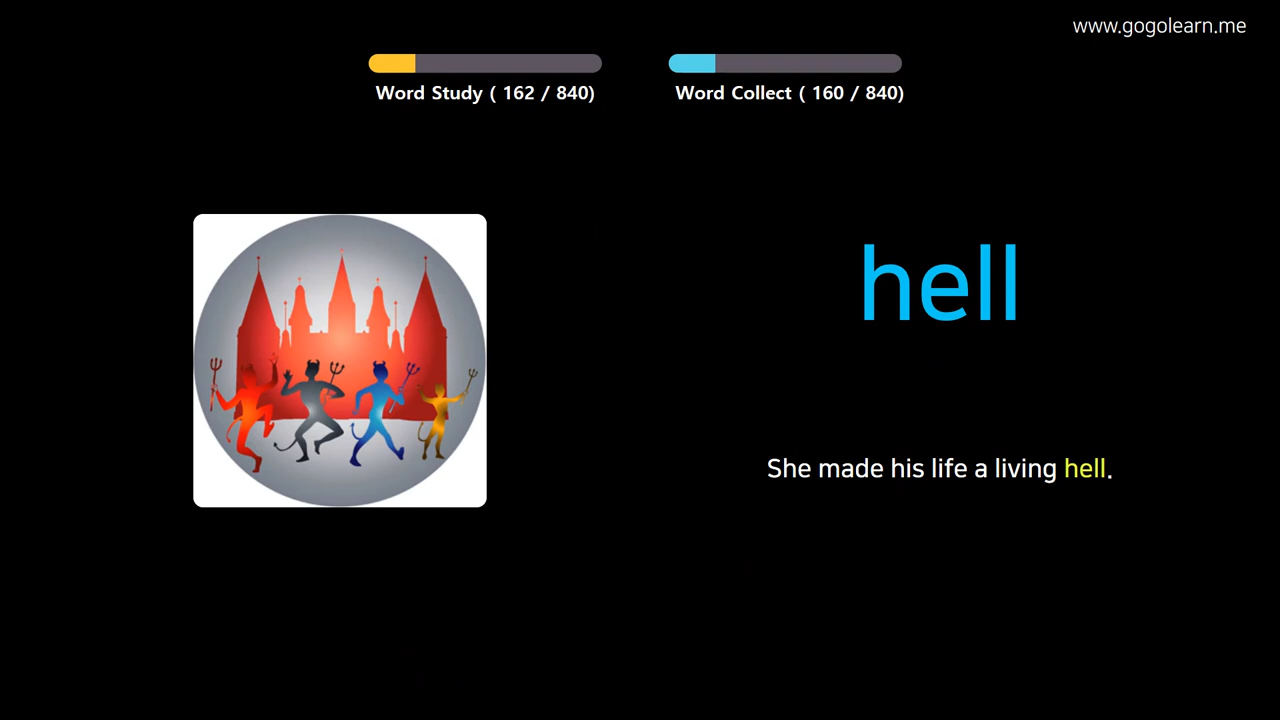 www.gogolearn.me
Word Study ( 162 / 840)
Word Collect ( 160 / 840)
hell
She made his life a living hell.